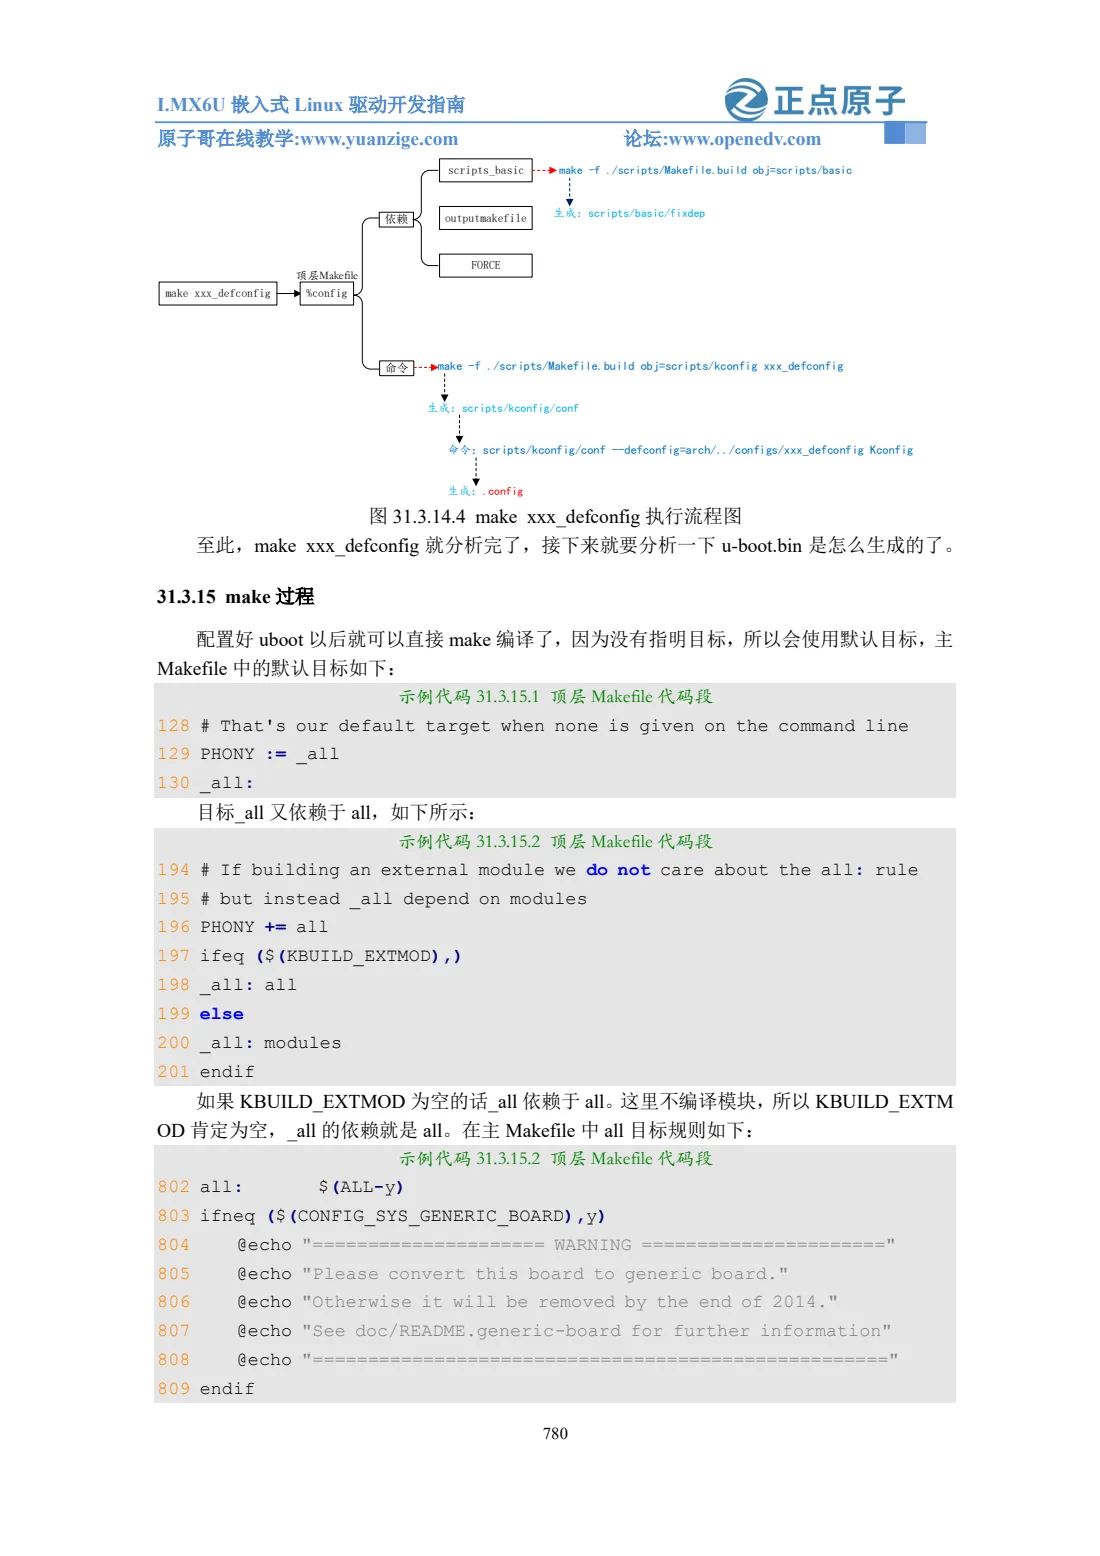 I.MX6U 嵌入式 Linux 驱动开发指南
正点原子
原子哥在线教学:www.yuanzige.com 论坛:www.openedv.com
scripts_basic make -f ./scripts/Makefile.build obj=scripts/basic
依赖 outputmakefile 生成: scripts/basic/fixdep
FORCE
顶层Makefile
make xxx_defconfig %config
命令 make -f ./scripts/Makefile.build obj=scripts/kconfig xxx_defconfig
生成: scripts/kconfig/conf
命令: scripts/kconfig/conf --defconfig=arch/../configs/xxx_defconfig Kconfig
生成: .config
图 31.3.14.4 make xxx_defconfig 执行流程图
至此，make xxx_defconfig 就分析完了，接下来就要分析一下 u-boot.bin 是怎么生成的了。
31.3.15 make 过程
配置好 uboot 以后就可以直接 make 编译了，因为没有指明目标，所以会使用默认目标，主
Makefile 中的默认目标如下：
示例代码 31.3.15.1 顶层 Makefile 代码段
128 # That's our default target when none is given on the command line
129 PHONY := _all
130 _all:
目标_all 又依赖于 all，如下所示：
示例代码 31.3.15.2 顶层 Makefile 代码段
194 # If building an external module we do not care about the all: rule
195 # but instead _all depend on modules
196 PHONY += all
197 ifeq ($(KBUILD_EXTMOD),)
198 _all: all
199 else
200 _all: modules
201 endif
如果 KBUILD_EXTMOD 为空的话_all 依赖于 all。这里不编译模块，所以 KBUILD_EXTM
OD 肯定为空，_all 的依赖就是 all。在主 Makefile 中 all 目标规则如下：
示例代码 31.3.15.2 顶层 Makefile 代码段
802 all: $(ALL-y)
803 ifneq ($(CONFIG_SYS_GENERIC_BOARD),y)
804 @echo "===================== WARNING ======================"
805 @echo "Please convert this board to generic board."
806 @echo "Otherwise it will be removed by the end of 2014."
807 @echo "See doc/README.generic-board for further information"
808 @echo "===================================================="
809 endif
780